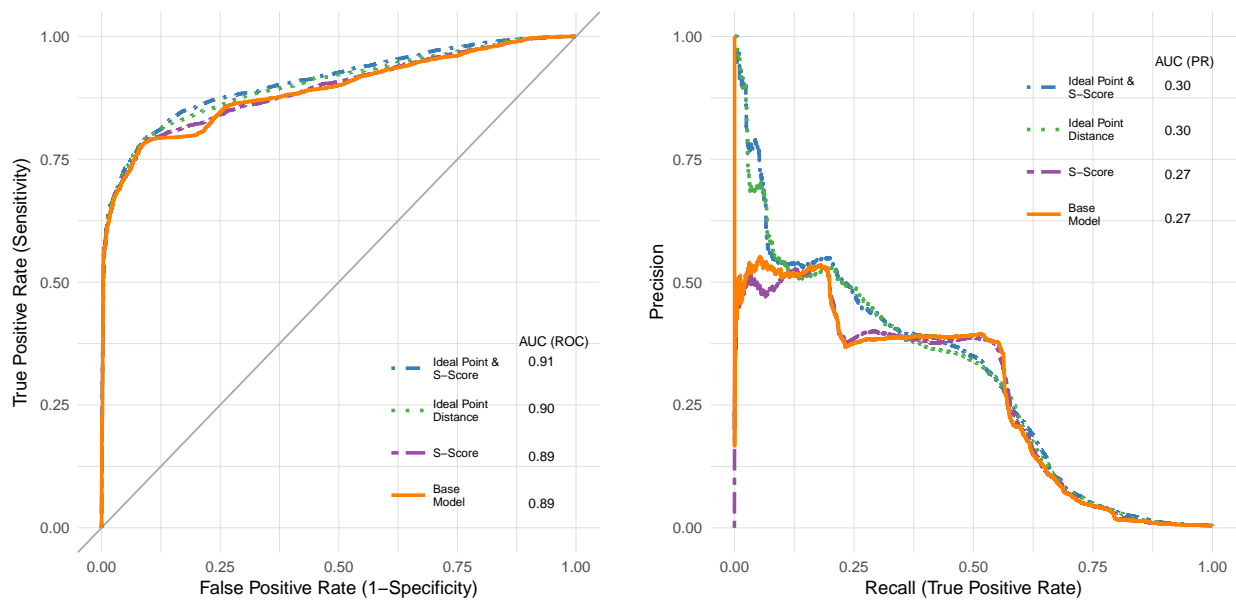 1.00
0.75
0.50
0.25
0.00
True Positive Rate (Sensitivity)
AUC (ROC)
Ideal Point &
S−Score
0.91
Ideal Point
Distance
0.90
S−Score
0.89
Base
Model
0.89
0.00
0.25
0.50
0.75
1.00
False Positive Rate (1−Specificity)
1.00
0.75
0.50
0.25
0.00
Precision
AUC (PR)
Ideal Point &
S−Score
0.30
Ideal Point
Distance
0.30
S−Score
0.27
Base
Model
0.27
0.00
0.25
0.50
0.75
1.00
Recall (True Positive Rate)